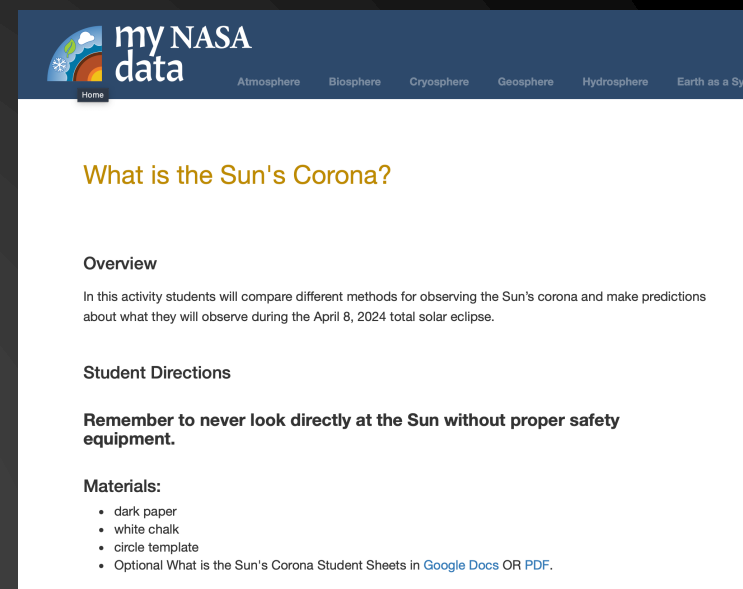 my NASA
data
Home
Atmosphere Biosphere Cryosphere Geosphere Hydrosphere Earth as a Sy
What is the Sun's Corona?
Overview
In this activity students will compare different methods for observing the Sun’s corona and make predictions
about what they will observe during the April 8, 2024 total solar eclipse.
Student Directions
Remember to never look directly at the Sun without proper safety
equipment.
Materials:
• dark paper
• white chalk
• circle template
• Optional What is the Sun's Corona Student Sheets in Google Docs OR PDF.